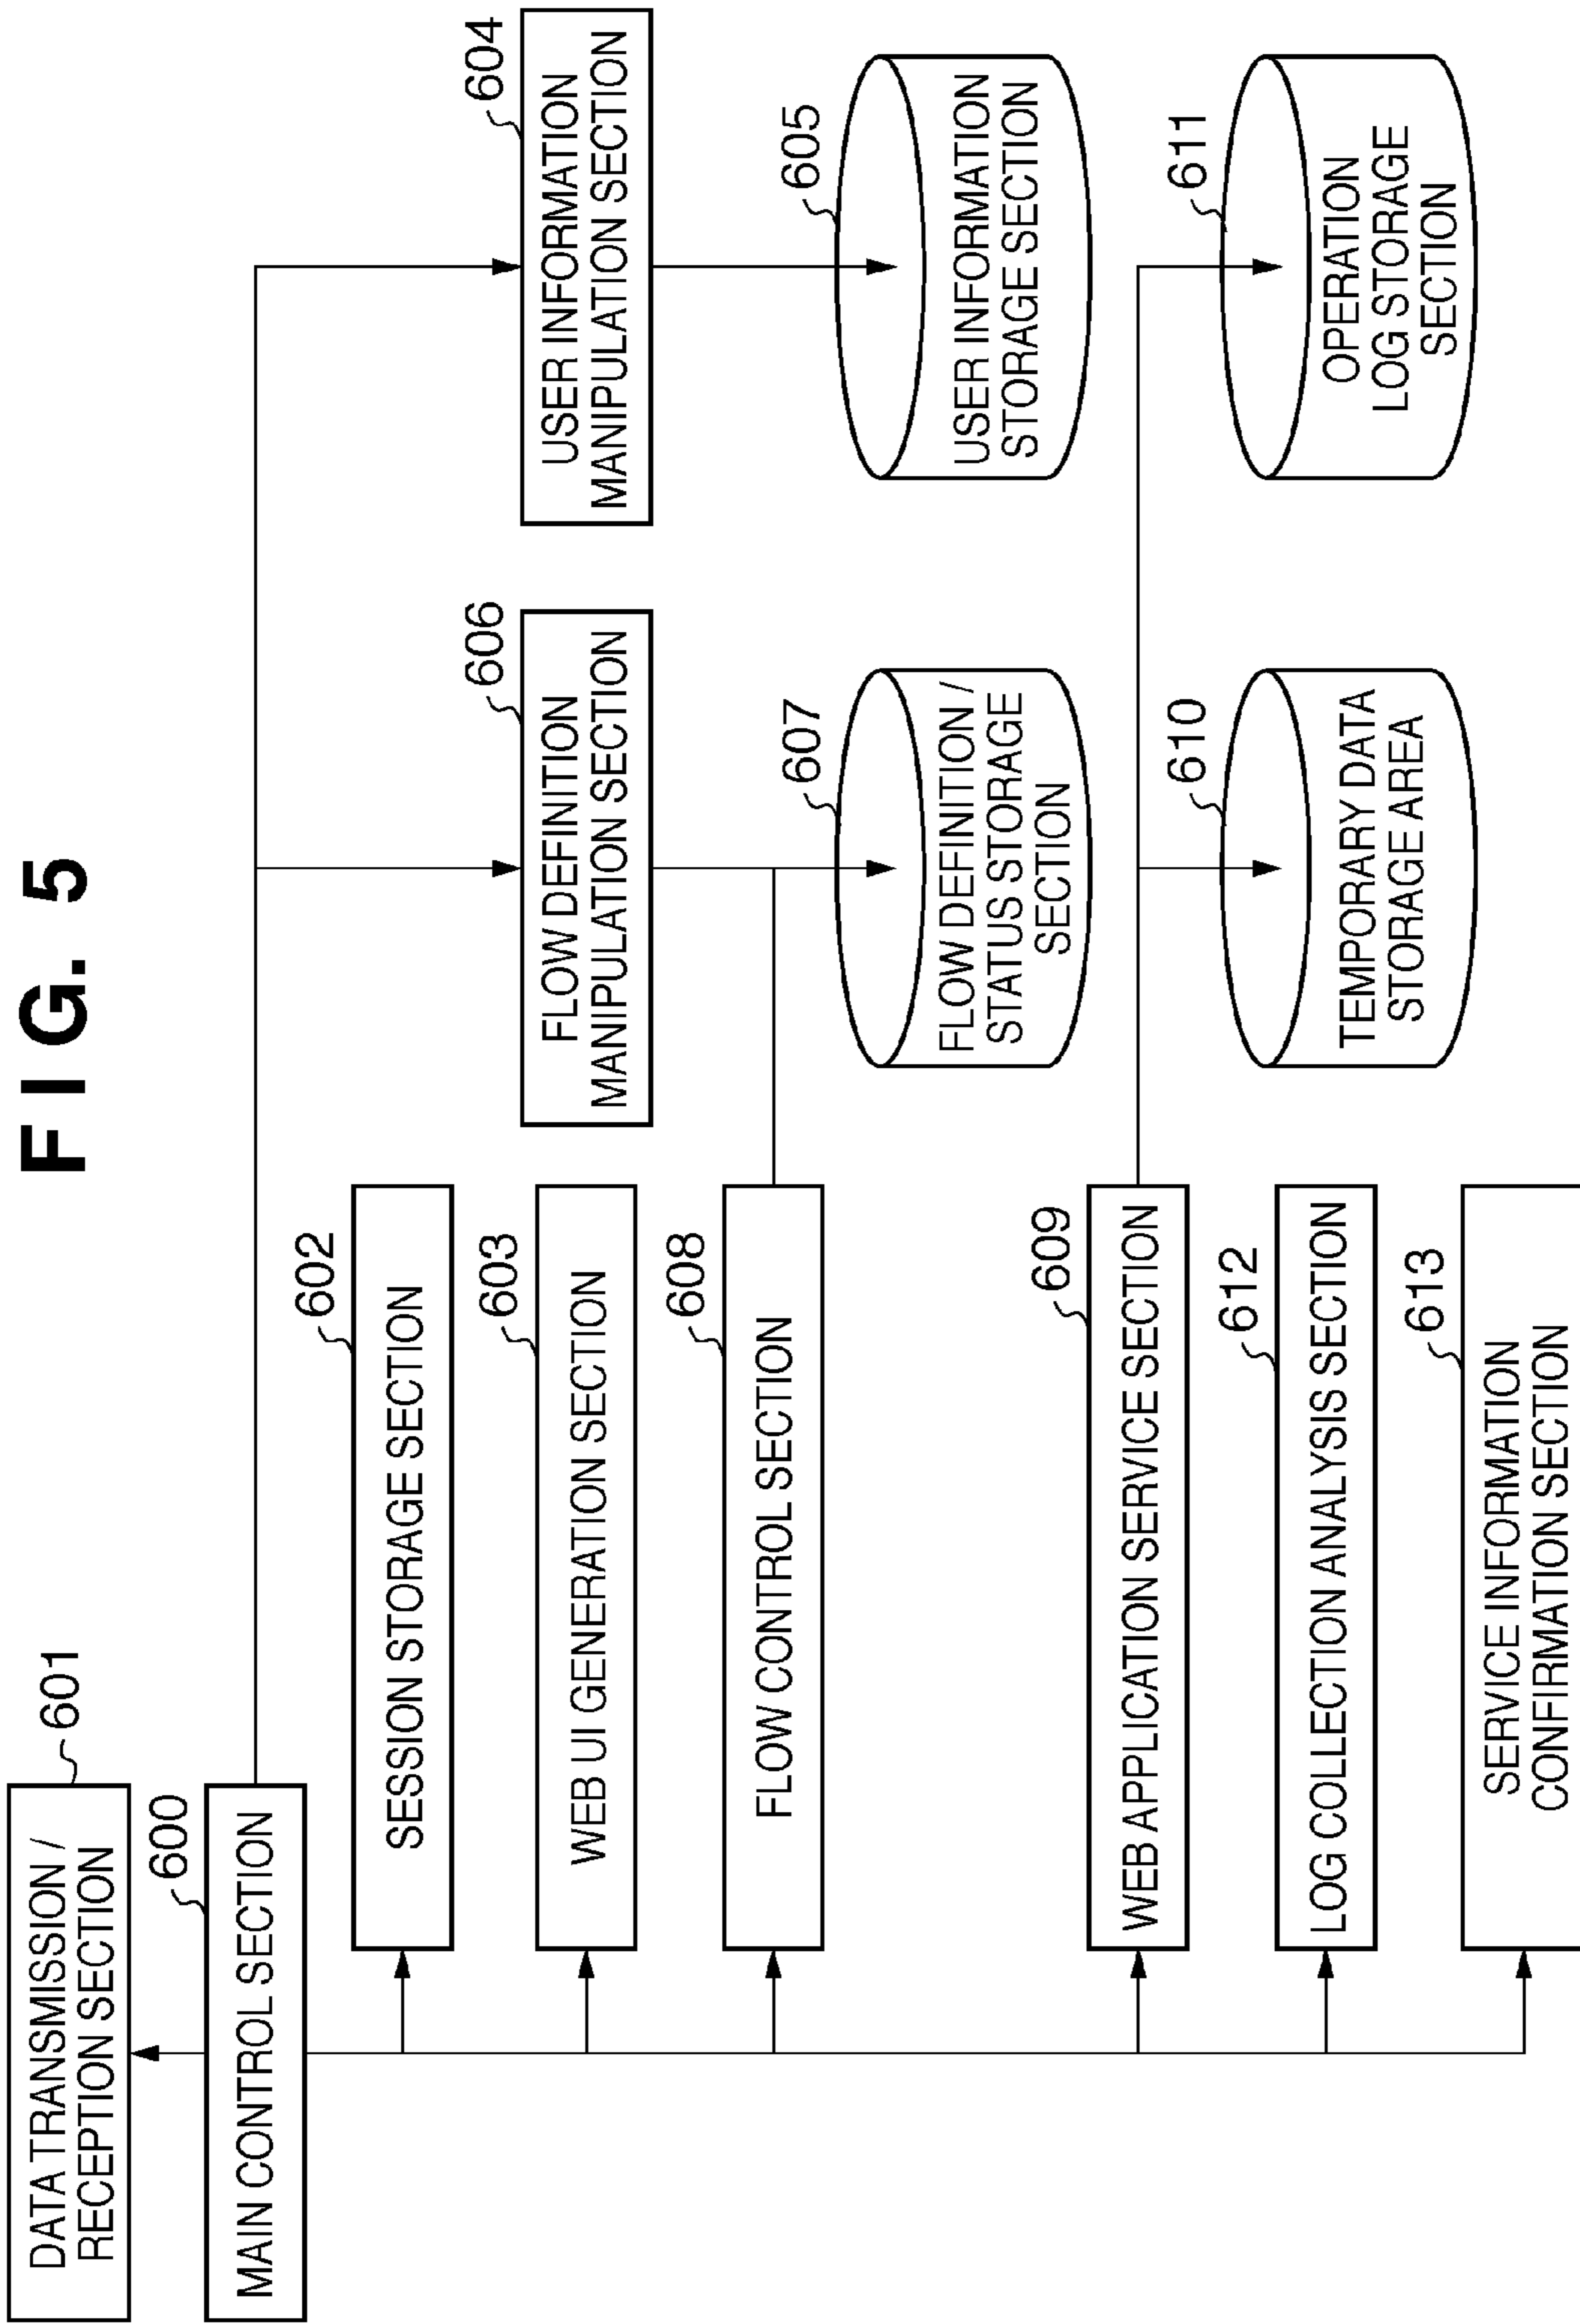 FIG. 5
DATA TRANSMISSION /
RECEPTION SECTION
601
600
MAIN CONTROL SECTION
602
SESSION STORAGE SECTION
603
WEB UI GENERATION SECTION
608
FLOW CONTROL SECTION
606
FLOW DEFINITION
MANIPULATION SECTION
604
USER INFORMATION
MANIPULATION SECTION
607
FLOW DEFINITION /
STATUS STORAGE
SECTION
605
USER INFORMATION
STORAGE SECTION
609
WEB APPLICATION SERVICE SECTION
610
TEMPORARY DATA
STORAGE AREA
611
OPERATION
LOG STORAGE
SECTION
612
LOG COLLECTION ANALYSIS SECTION
613
SERVICE INFORMATION
CONFIRMATION SECTION